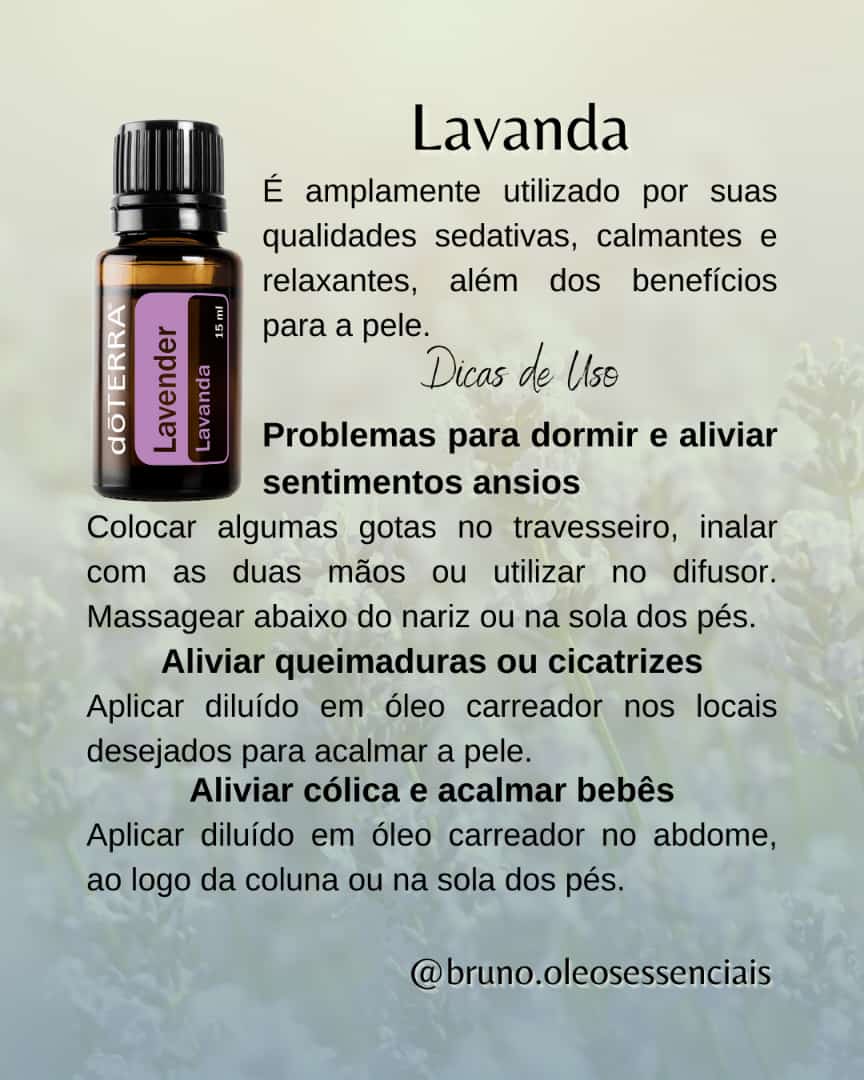 Lavanda
É amplamente utilizado por suas
qualidades sedativas, calmantes e
relaxantes, além dos benefícios
para a pele.
Dicas de Uso
dōTERRA
Lavender
Lavanda
15 ml
Problemas para dormir e aliviar
sentimentos ansios
Colocar algumas gotas no travesseiro, inalar
com as duas mãos ou utilizar no difusor.
Massagear abaixo do nariz ou na sola dos pés.
Aliviar queimaduras ou cicatrizes
Aplicar diluído em óleo carreador nos locais
desejados para acalmar a pele.
Aliviar cólica e acalmar bebês
Aplicar diluído em óleo carreador no abdome,
ao logo da coluna ou na sola dos pés.
@bruno.oleosessenciais